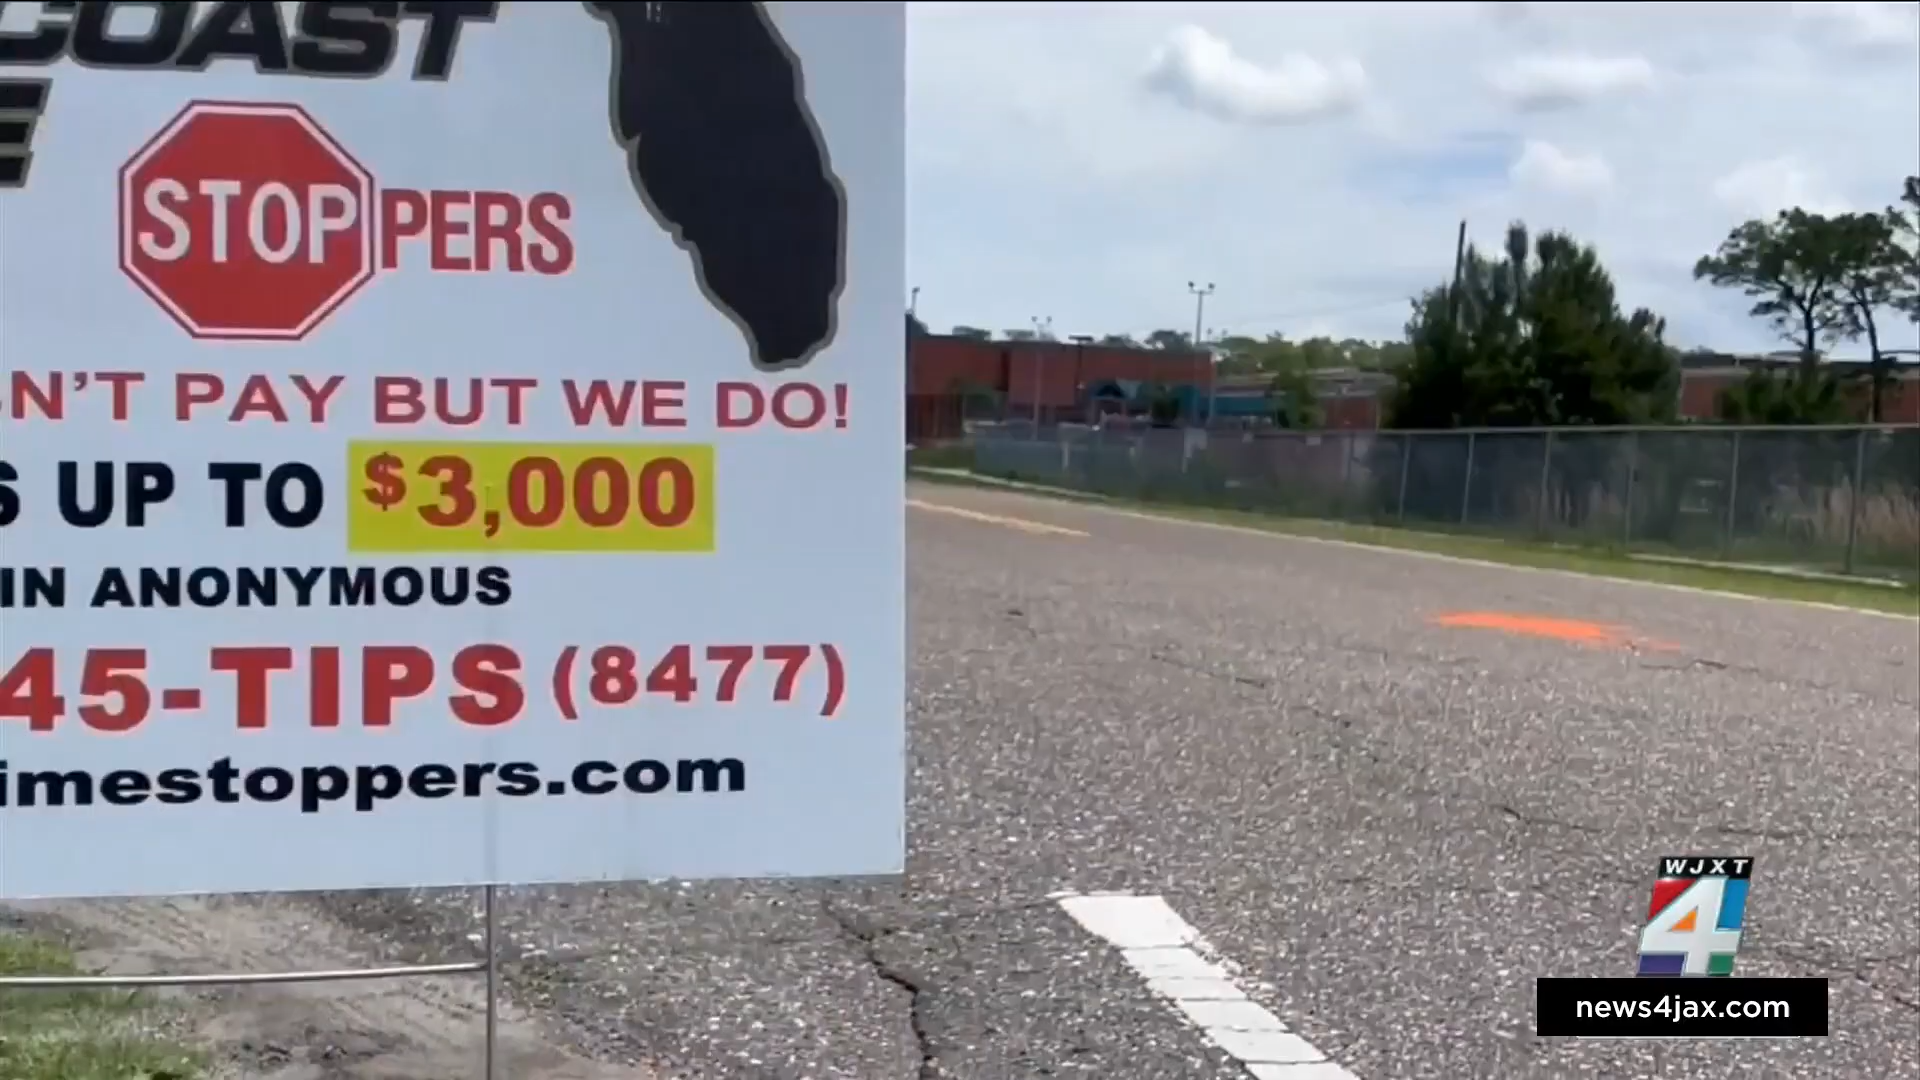 COAST
STOPPERS
N'T PAY BUT WE DO!
UP TO $3,000
IN ANONYMOUS
45-TIPS (8477)
imestoppers.com
WJXT
4
news4jax.com